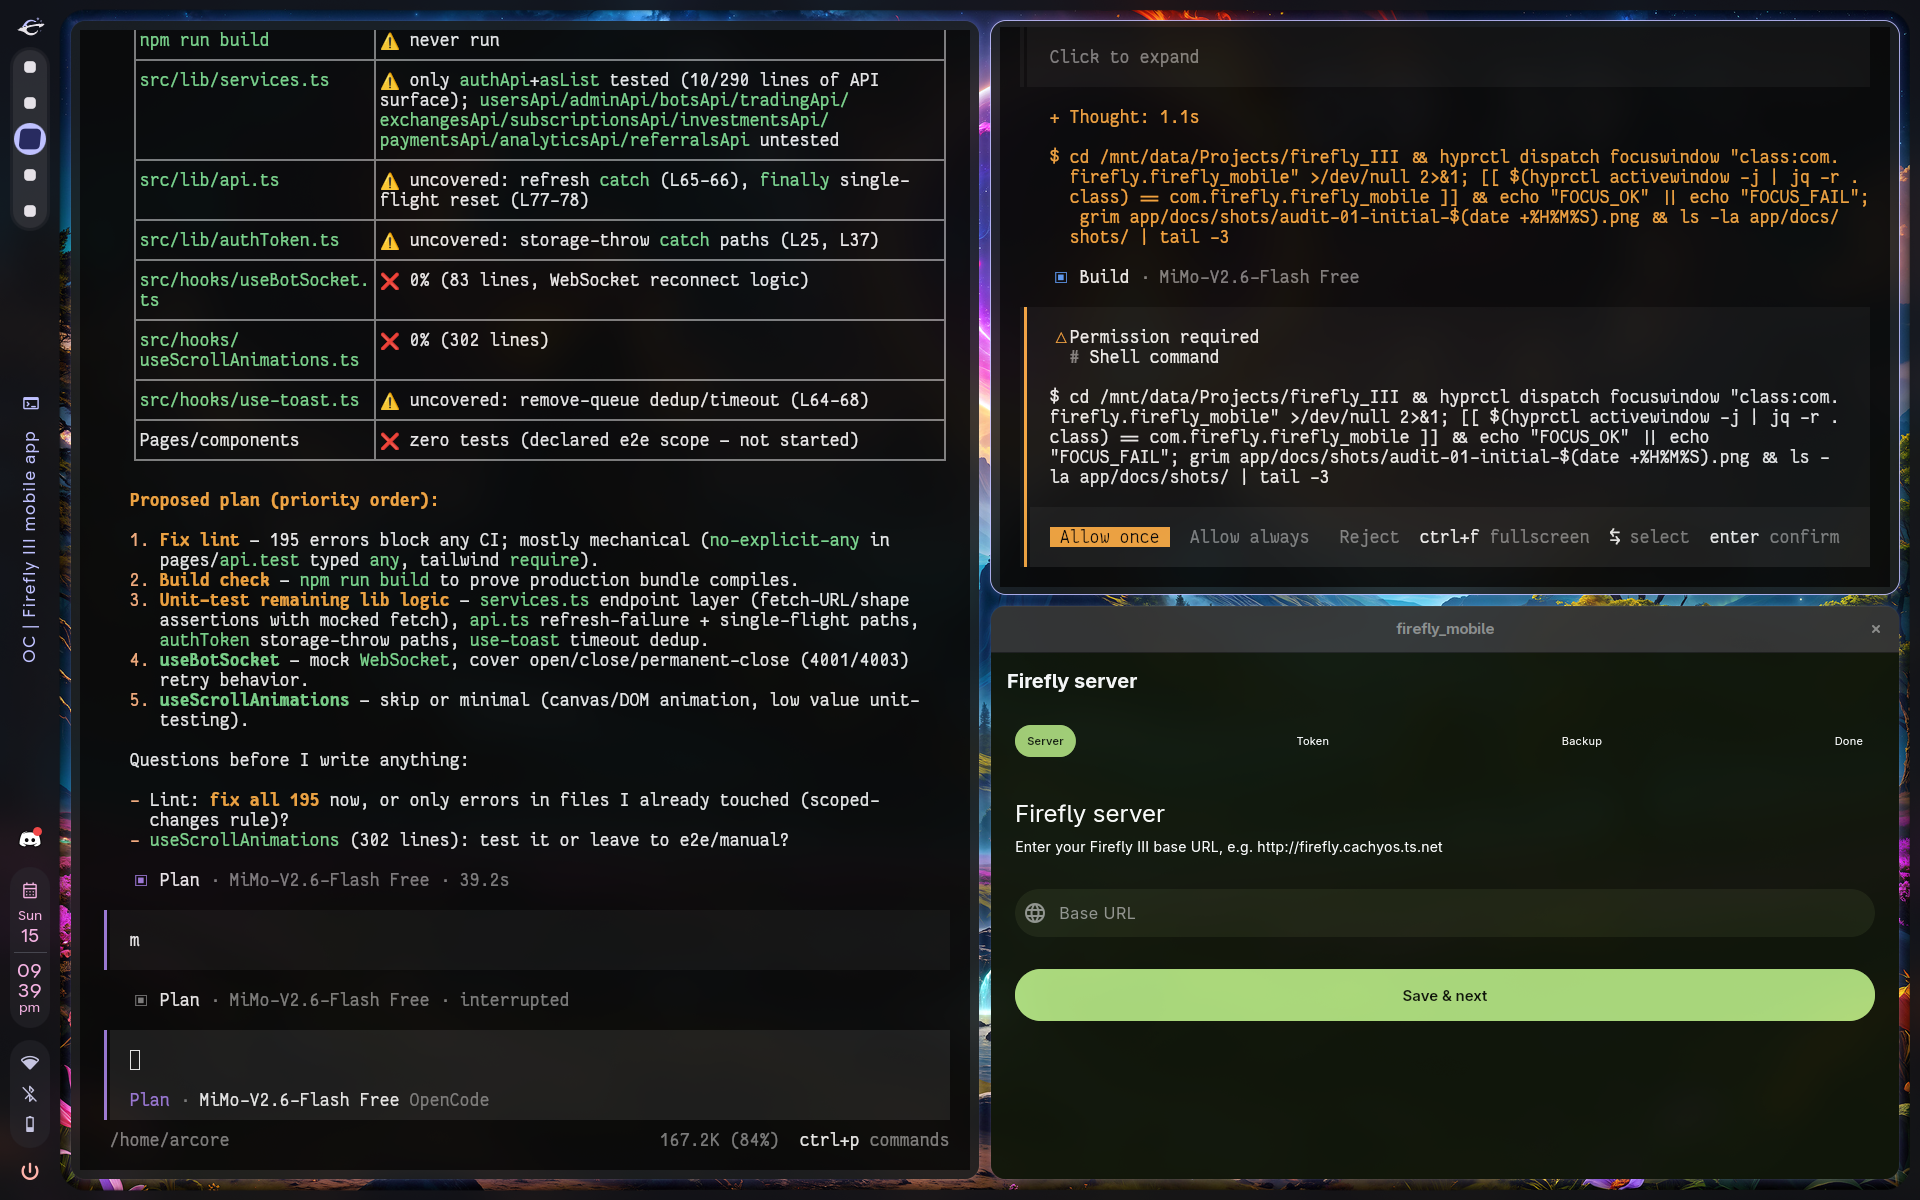 OC | Firefly III mobile app
Sun
15
09
39
pm
npm run build
⚠️ never run
src/lib/services.ts
⚠️ only authApi+asList tested (10/290 lines of API
surface); usersApi/adminApi/botsApi/tradingApi/
exchangesApi/subscriptionsApi/investmentsApi/
paymentsApi/analyticsApi/referralsApi untested
src/lib/api.ts
⚠️ uncovered: refresh catch (L65-66), finally single-
flight reset (L77-78)
src/lib/authToken.ts
⚠️ uncovered: storage-throw catch paths (L25, L37)
src/hooks/useBotSocket.
ts
❌ 0% (83 lines, WebSocket reconnect logic)
src/hooks/
useScrollAnimations.ts
❌ 0% (302 lines)
src/hooks/use-toast.ts
⚠️ uncovered: remove-queue dedup/timeout (L64-68)
Pages/components
❌ zero tests (declared e2e scope — not started)
Proposed plan (priority order):
1. Fix lint — 195 errors block any CI; mostly mechanical (no-explicit-any in
pages/api.test typed any, tailwind require).
2. Build check — npm run build to prove production bundle compiles.
3. Unit-test remaining lib logic — services.ts endpoint layer (fetch-URL/shape
assertions with mocked fetch), api.ts refresh-failure + single-flight paths,
authToken storage-throw paths, use-toast timeout dedup.
4. useBotSocket — mock WebSocket, cover open/close/permanent-close (4001/4003)
retry behavior.
5. useScrollAnimations — skip or minimal (canvas/DOM animation, low value unit-
testing).
Questions before I write anything:
- Lint: fix all 195 now, or only errors in files I already touched (scoped-
changes rule)?
- useScrollAnimations (302 lines): test it or leave to e2e/manual?
▣ Plan · MiMo-V2.6-Flash Free · 39.2s
m
▣ Plan · MiMo-V2.6-Flash Free · interrupted
Plan · MiMo-V2.6-Flash Free OpenCode
/home/arcore
167.2K (84%) ctrl+p commands
Click to expand
+ Thought: 1.1s
$ cd /mnt/data/Projects/firefly_III && hyprctl dispatch focuswindow "class:com.
firefly.firefly_mobile" >/dev/null 2>&1; [[ $(hyprctl activewindow -j | jq -r .
class) == com.firefly.firefly_mobile ]] && echo "FOCUS_OK" || echo "FOCUS_FAIL";
grim app/docs/shots/audit-01-initial-$(date +%H%M%S).png && ls -la app/docs/
shots/ | tail -3
▣ Build · MiMo-V2.6-Flash Free
△Permission required
# Shell command
$ cd /mnt/data/Projects/firefly_III && hyprctl dispatch focuswindow "class:com.
firefly.firefly_mobile" >/dev/null 2>&1; [[ $(hyprctl activewindow -j | jq -r .
class) == com.firefly.firefly_mobile ]] && echo "FOCUS_OK" || echo
"FOCUS_FAIL"; grim app/docs/shots/audit-01-initial-$(date +%H%M%S).png && ls -
la app/docs/shots/ | tail -3
Allow once Allow always Reject ctrl+f fullscreen ⇆ select enter confirm
firefly_mobile
×
Firefly server
Server Token Backup Done
Firefly server
Enter your Firefly III base URL, e.g. http://firefly.cachyos.ts.net
Base URL
Save & next